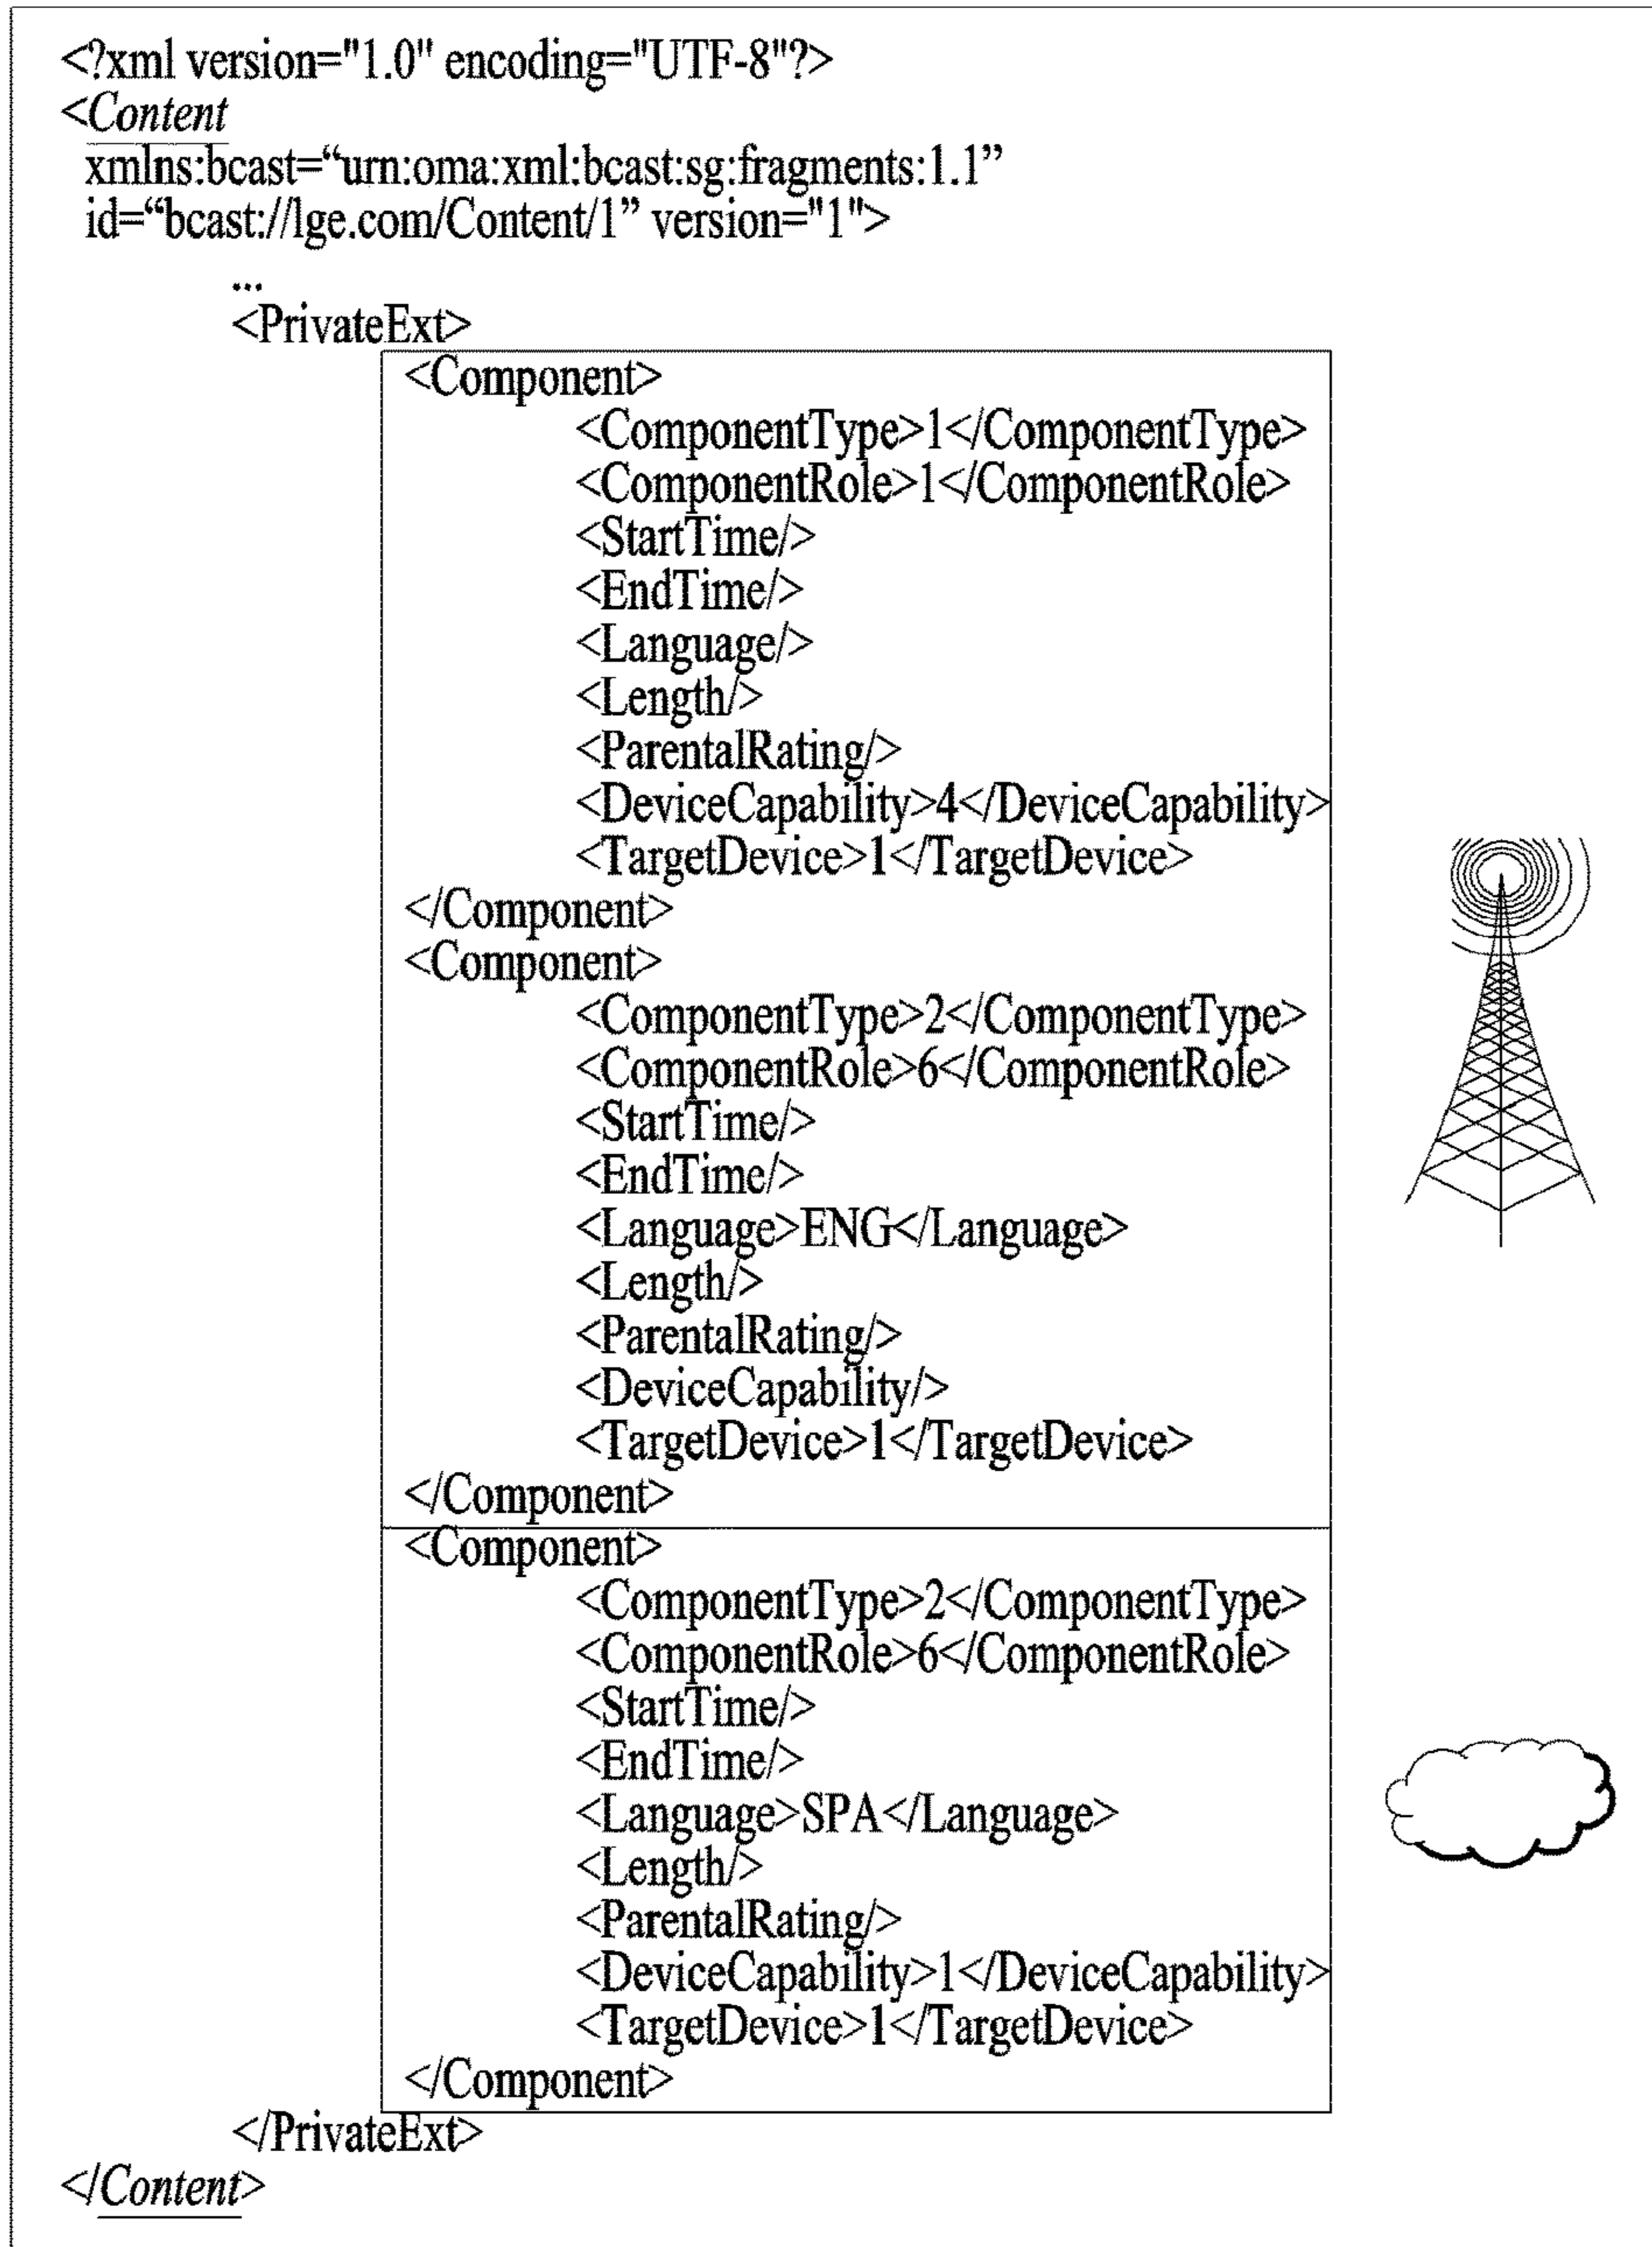 <?xml version="1.0" encoding="UTF-8"?>
<Content
xmlns:bcast=“urn:oma:xml:bcast:sg:fragments:1.1”
id=“bcast://lge.com/Content/1” version="1">
...
<PrivateExt>
<Component>
<ComponentType>1</ComponentType>
<ComponentRole>1</ComponentRole>
<StartTime/>
<EndTime/>
<Language/>
<Length/>
<ParentalRating/>
<DeviceCapability>4</DeviceCapability>
<TargetDevice>1</TargetDevice>
</Component>
<Component>
<ComponentType>2</ComponentType>
<ComponentRole>6</ComponentRole>
<StartTime/>
<EndTime/>
<Language>ENG</Language>
<Length/>
<ParentalRating/>
<DeviceCapability/>
<TargetDevice>1</TargetDevice>
</Component>
<Component>
<ComponentType>2</ComponentType>
<ComponentRole>6</ComponentRole>
<StartTime/>
<EndTime/>
<Language>SPA</Language>
<Length/>
<ParentalRating/>
<DeviceCapability>1</DeviceCapability>
<TargetDevice>1</TargetDevice>
</Component>
</PrivateExt>
</Content>